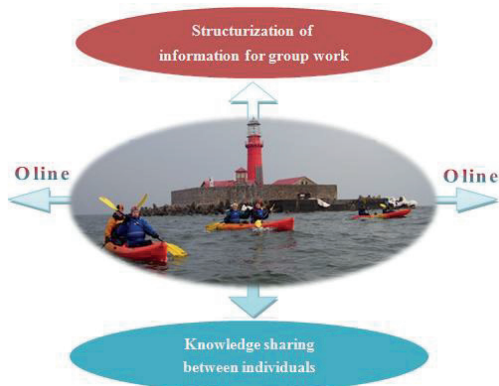 Structurization of
information for group work
Oline
Oline
Knowledge sharing
between individuals